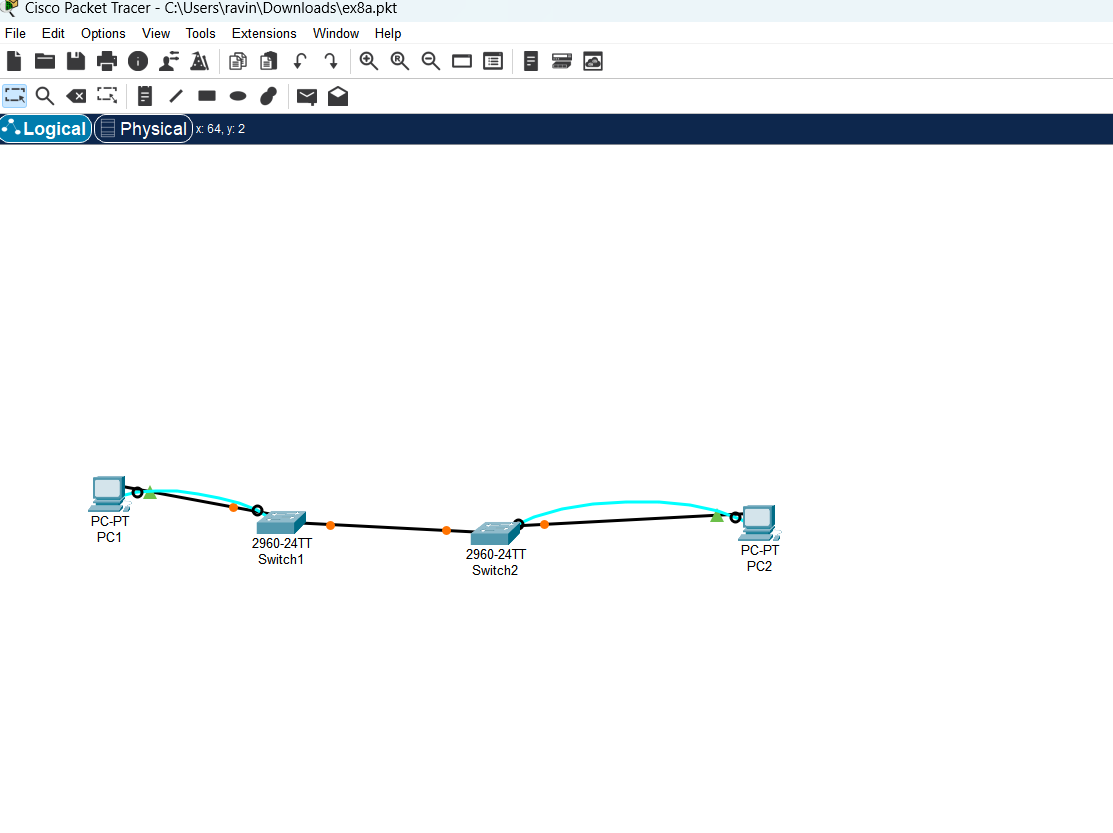 Cisco Packet Tracer - C:\Users\ravin\Downloads\ex8a.pkt
File Edit Options View Tools Extensions Window Help
Logical Physical x: 64, y: 2
PC-PT
PC1
2960-24TT
Switch1
2960-24TT
Switch2
PC-PT
PC2